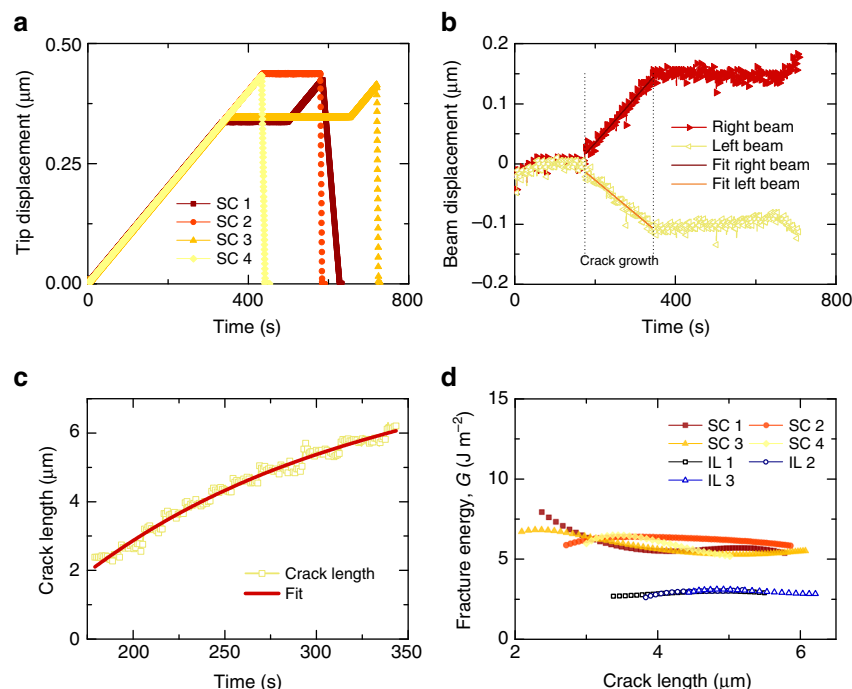 a
0.50
0.25
0.00
0
400
800
Tip displacement (μm)
Time (s)
SC 1
SC 2
SC 3
SC 4
b
0.2
0.1
0
−0.1
−0.2
0
200
400
600
800
Beam displacement (μm)
Time (s)
Right beam
Left beam
Fit right beam
Fit left beam
Crack growth
c
6
4
2
0
200
250
300
350
Crack length (μm)
Time (s)
Crack length
Fit
d
15
10
5
0
2
4
6
Fracture energy, G (J m−2)
Crack length (μm)
SC 1 SC 2
SC 3 SC 4
IL 1 IL 2
IL 3